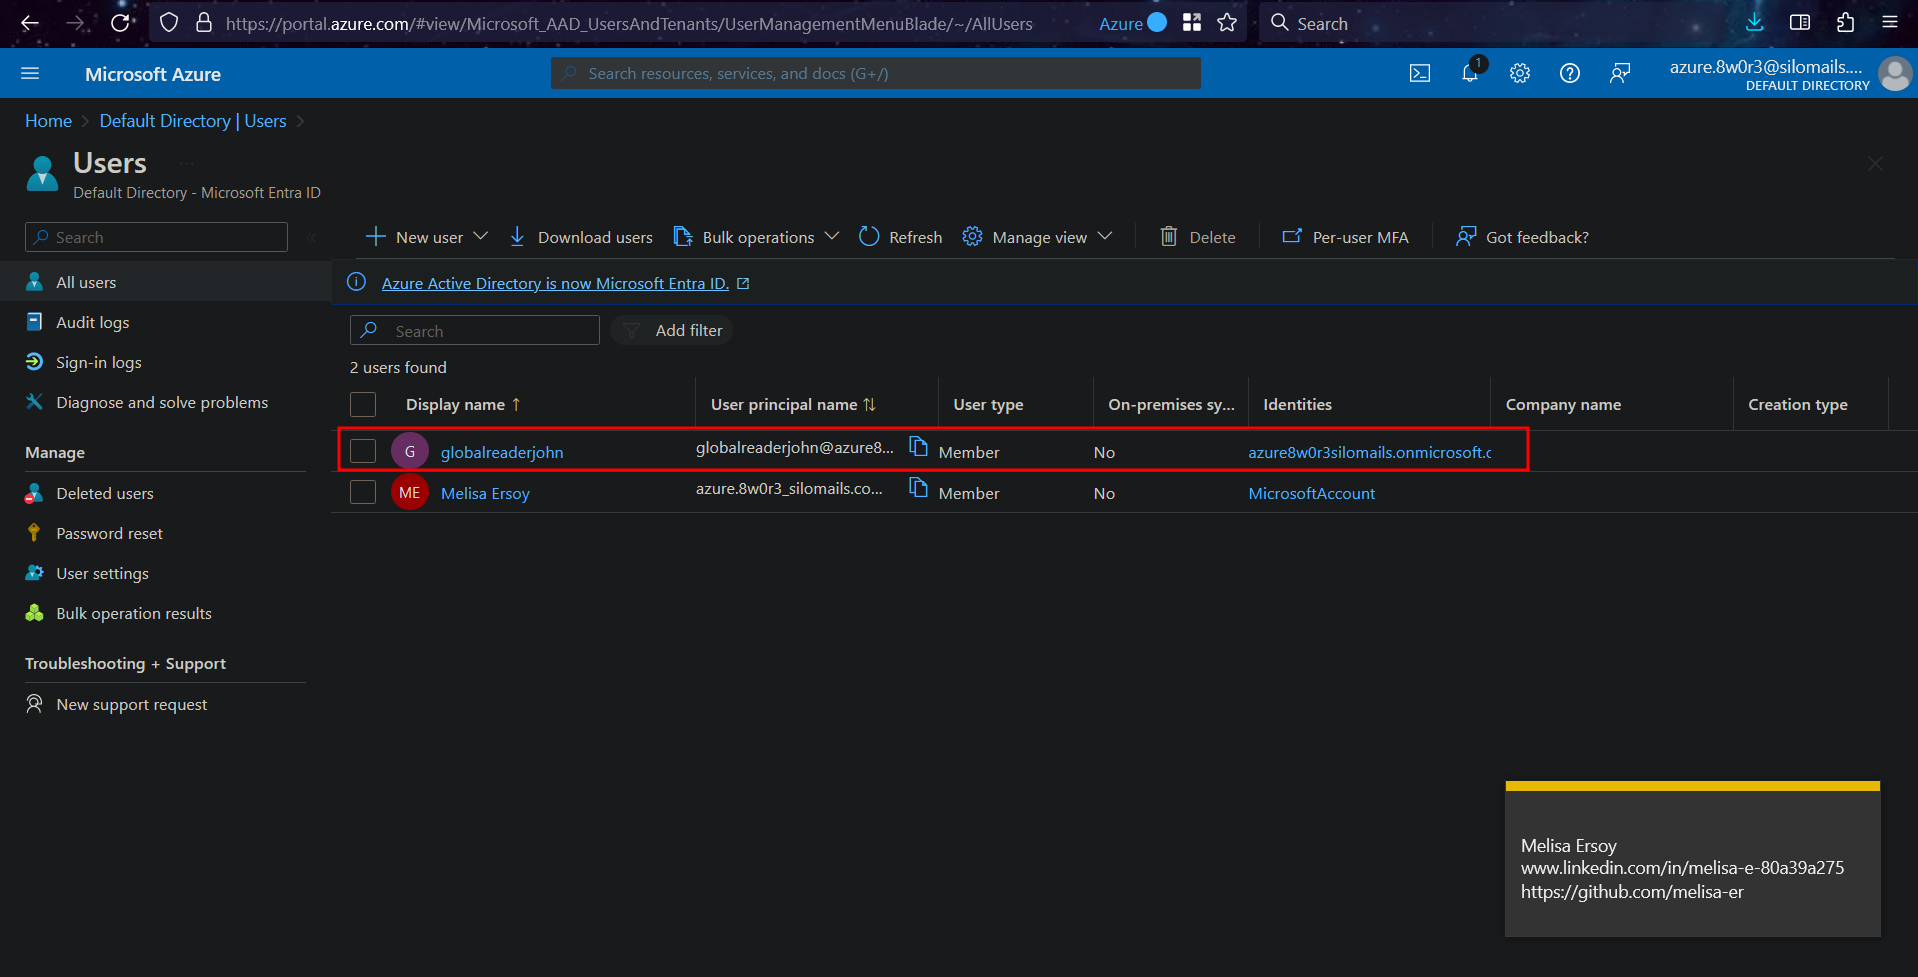 https://portal.azure.com/#view/Microsoft_AAD_UsersAndTenants/UserManagementMenuBlade/~/AllUsers
Azure
Search
Microsoft Azure
Search resources, services, and docs (G+/)
1
azure.8w0r3@silomails....
DEFAULT DIRECTORY
Home > Default Directory | Users >
Users
...
Default Directory - Microsoft Entra ID
Search
«
New user
Download users
Bulk operations
Refresh
Manage view
Delete
Per-user MFA
Got feedback?
All users
Audit logs
Sign-in logs
Diagnose and solve problems
Manage
Deleted users
Password reset
User settings
Bulk operation results
Troubleshooting + Support
New support request
Azure Active Directory is now Microsoft Entra ID.
Search
Add filter
2 users found
Display name ↑ User principal name ↑↓ User type On-premises sy... Identities Company name Creation type
G globalreaderjohn globalreaderjohn@azure8... Member No azure8w0r3silomails.onmicrosoft.c
ME Melisa Ersoy azure.8w0r3_silomails.co... Member No MicrosoftAccount
Melisa Ersoy
www.linkedin.com/in/melisa-e-80a39a275
https://github.com/melisa-er